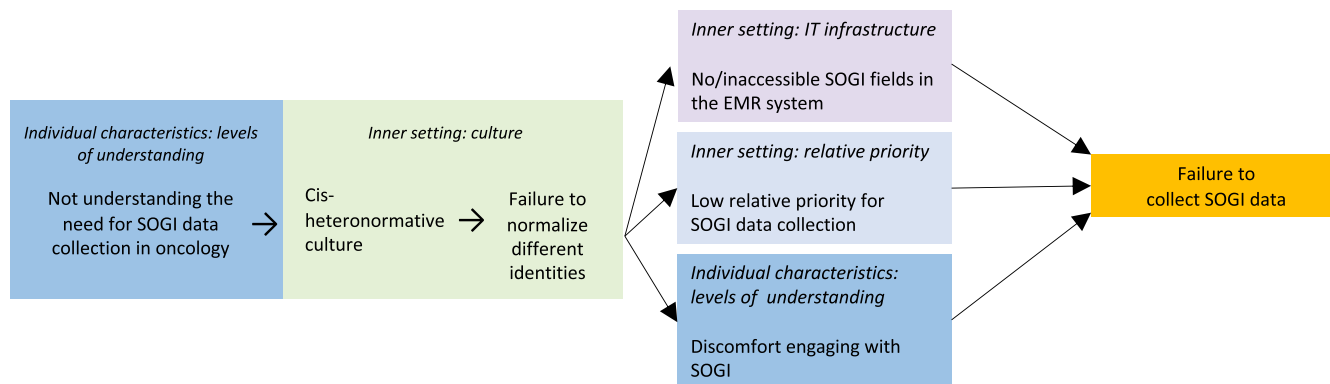 Individual characteristics: levels
of understanding
Not understanding the
need for SOGI data
collection in oncology
Inner setting: culture
Cis-
heteronormative
culture
Failure to
normalize
different
identities
Inner setting: IT infrastructure
No/inaccessible SOGI fields in
the EMR system
Inner setting: relative priority
Low relative priority for
SOGI data collection
Individual characteristics:
levels of  understanding
Discomfort engaging with
SOGI
Failure to
collect SOGI data